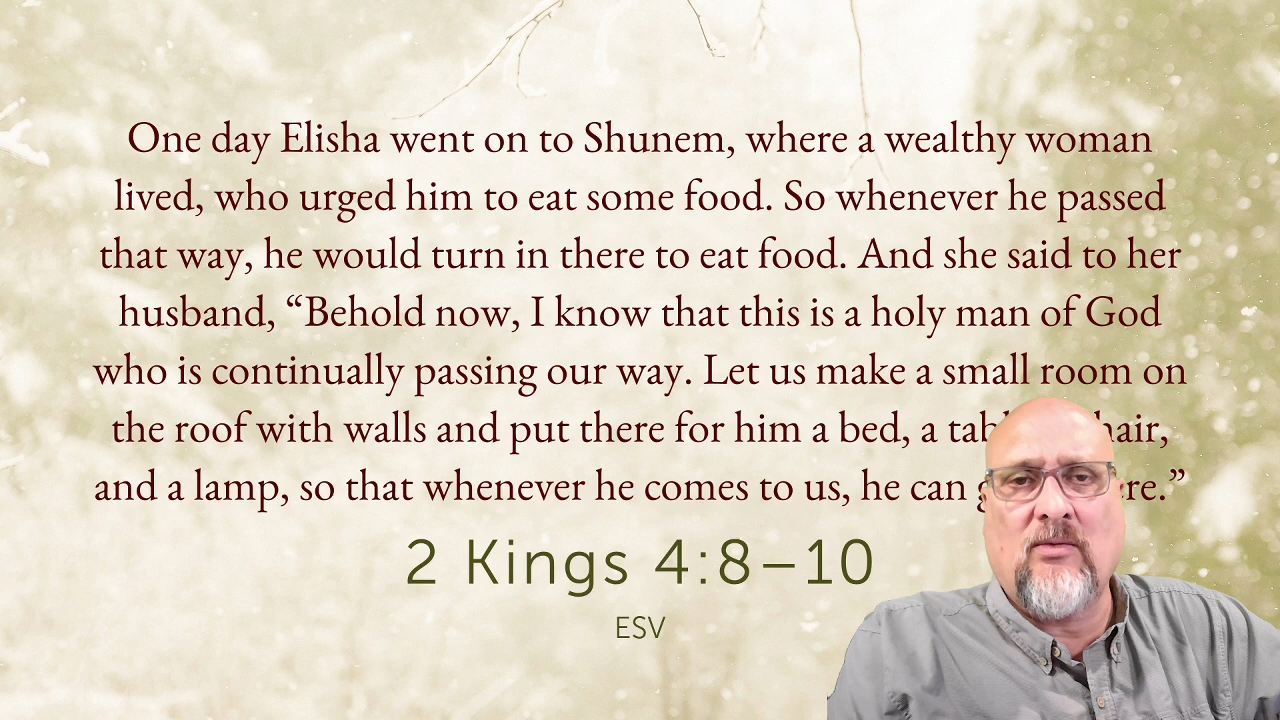 One day Elisha went on to Shunem, where a wealthy woman
lived, who urged him to eat some food. So whenever he passed
that way, he would turn in there to eat food. And she said to her
husband, “Behold now, I know that this is a holy man of God
who is continually passing our way. Let us make a small room on
the roof with walls and put there for him a bed, a
and a lamp, so that whenever he comes to us, he can
2 Kings 4:8–10
ESV